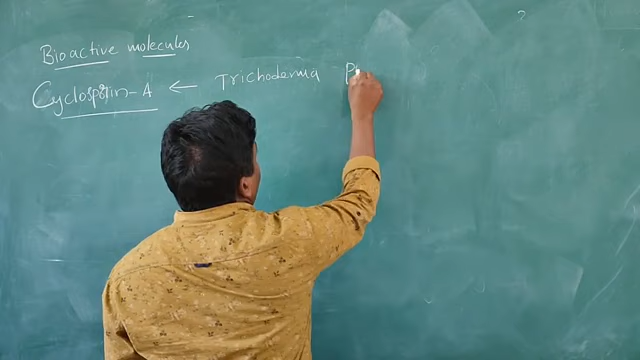 Bioactive molecules
Cyclosporin-A ← Trichoderma P